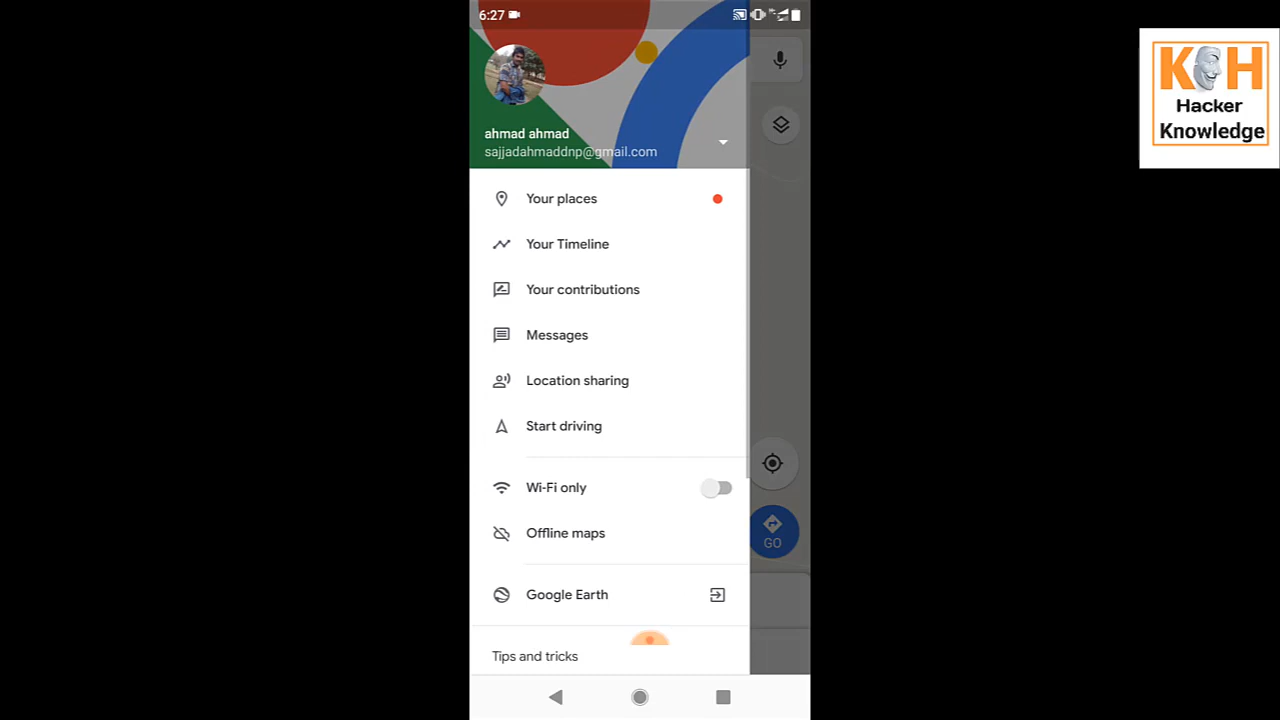 6:27
ahmad ahmad
sajjadahmaddnp@gmail.com
Your places
Your Timeline
Your contributions
Messages
Location sharing
Start driving
Wi-Fi only
Offline maps
Google Earth
Tips and tricks
GO
KH
Hacker
Knowledge